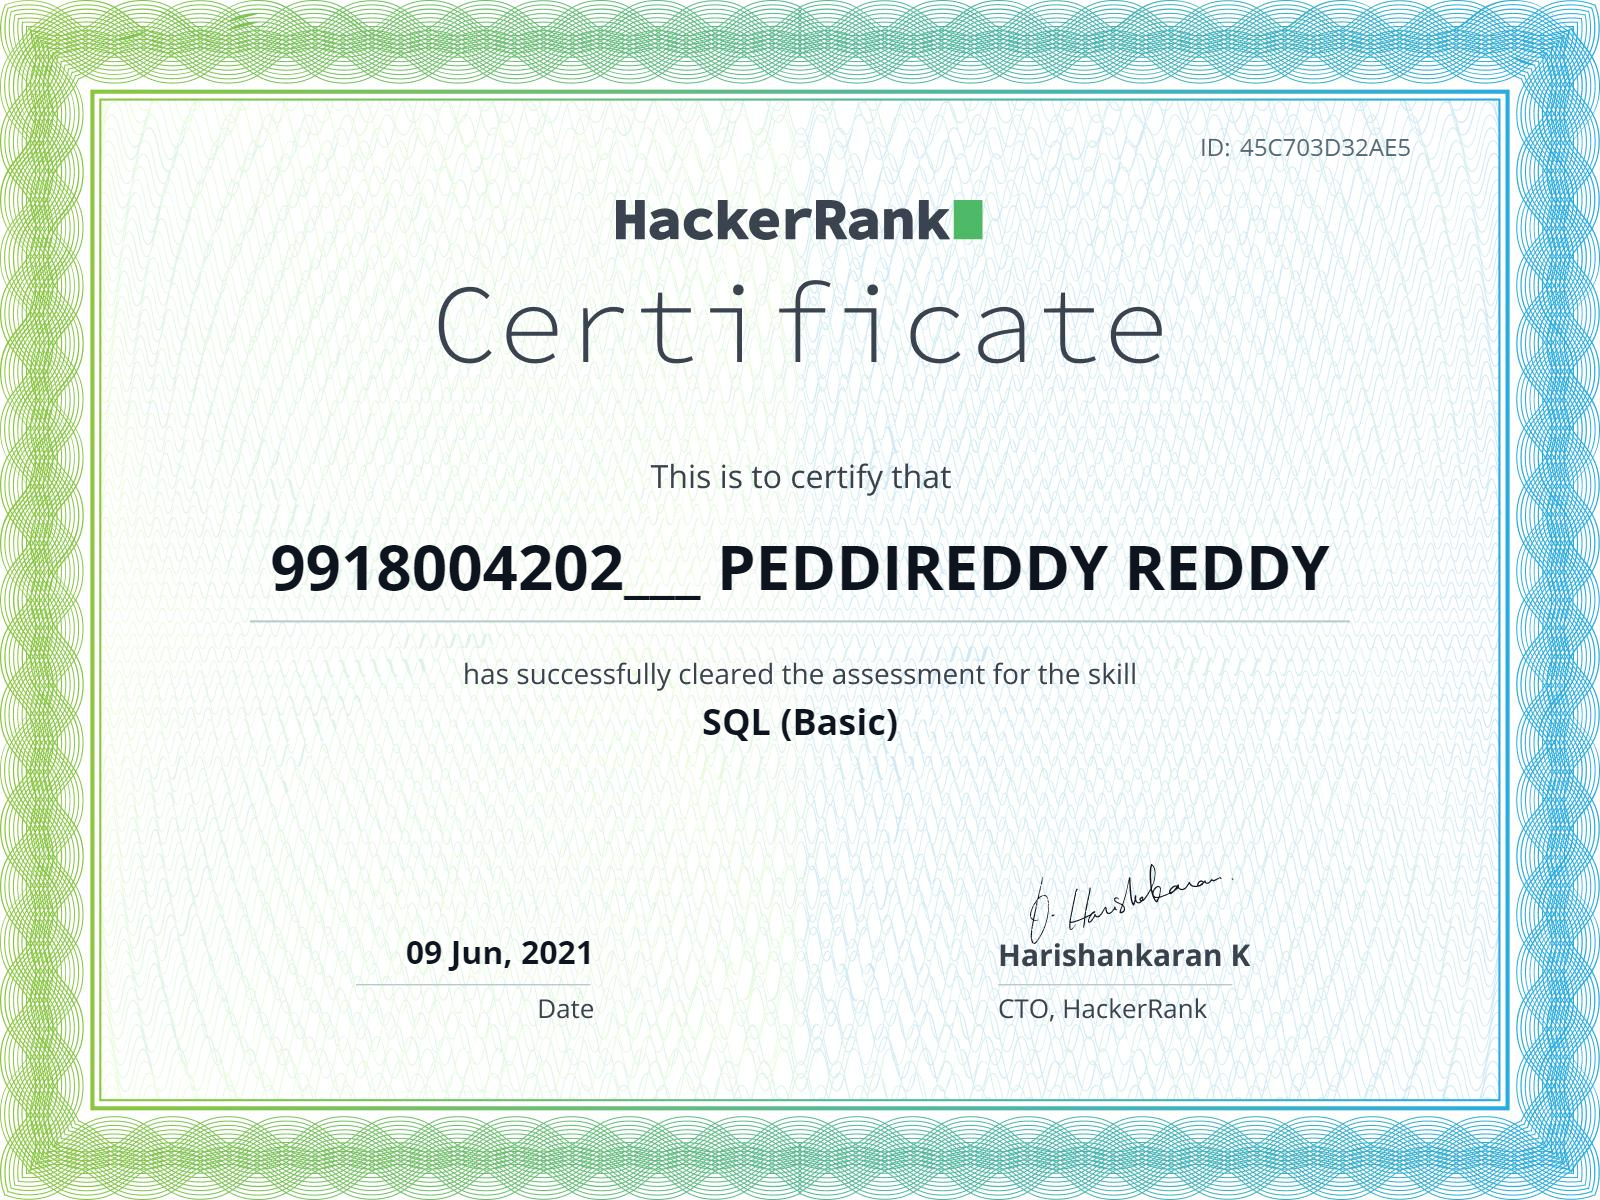 ID: 45C703D32AE5
HackerRank
Certificate
This is to certify that
9918004202___ PEDDIREDDY REDDY
has successfully cleared the assessment for the skill
SQL (Basic)
09 Jun, 2021
Date
Harishankaran K
CTO, HackerRank